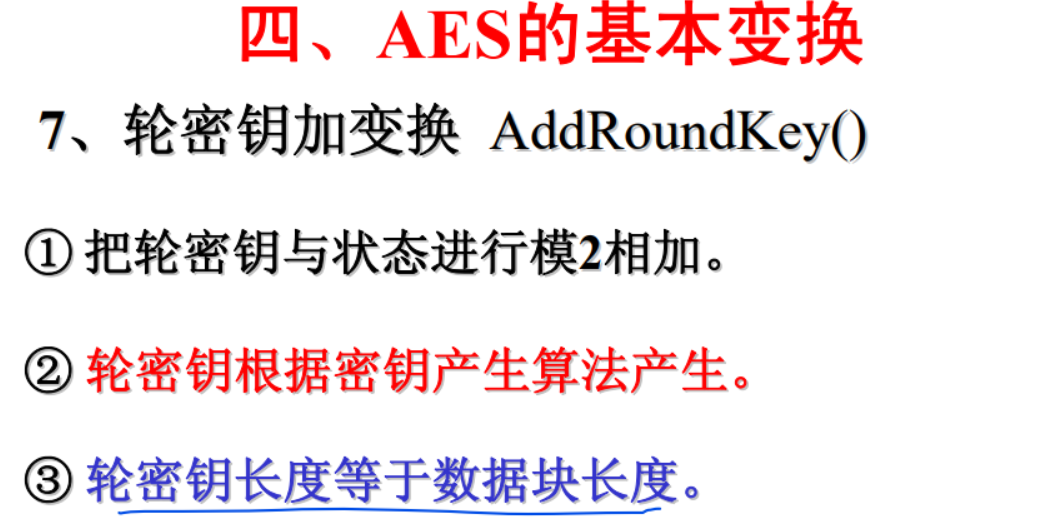 四、AES的基本变换
7、轮密钥加变换 AddRoundKey()
① 把轮密钥与状态进行模2相加。
② 轮密钥根据密钥产生算法产生。
③ 轮密钥长度等于数据块长度。